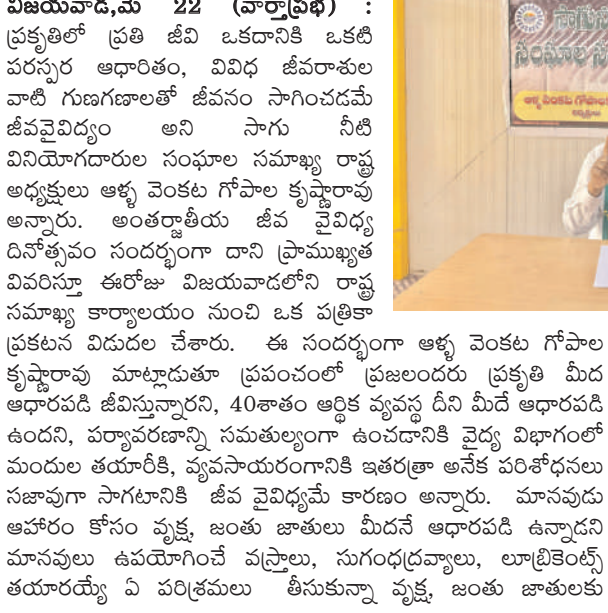 విజయవాడ,మే 22 (వార్తాప్రభ) :
ప్రకృతిలో ప్రతి జీవి ఒకదానికి ఒకటి
పరస్పర ఆధారితం, వివిధ జీవరాశుల
వాటి గుణగణాలతో జీవనం సాగించడమే
జీవవైవిధ్యం అని సాగు నీటి
వినియోగదారుల సంఘాల సమాఖ్య రాష్ట్ర
అధ్యక్షులు ఆళ్ళ వెంకట గోపాల కృష్ణారావు
అన్నారు. అంతర్జాతీయ జీవ వైవిధ్య
దినోత్సవం సందర్భంగా దాని ప్రాముఖ్యత
వివరిస్తూ ఈరోజు విజయవాడలోని రాష్ట్ర
సమాఖ్య కార్యాలయం నుంచి ఒక పత్రికా
ప్రకటన విడుదల చేశారు. ఈ సందర్భంగా ఆళ్ళ వెంకట గోపాల
కృష్ణారావు మాట్లాడుతూ ప్రపంచంలో ప్రజలందరు ప్రకృతి మీద
ఆధారపడి జీవిస్తున్నారని, 40శాతం ఆర్థిక వ్యవస్థ దీని మీదే ఆధారపడి
ఉందని, పర్యావరణాన్ని సమతుల్యంగా ఉంచడానికి వైద్య విభాగంలో
మందుల తయారీకి, వ్యవసాయరంగానికి ఇతరత్రా అనేక పరిశోధనలు
సజావుగా సాగటానికి జీవ వైవిధ్యమే కారణం అన్నారు. మానవుడు
ఆహారం కోసం వృక్ష, జంతు జాతులు మీదనే ఆధారపడి ఉన్నాడని
మానవులు ఉపయోగించే వస్త్రాలు, సుగంధద్రవ్యాలు, లూబ్రికెంట్స్
తయారయ్యే ఏ పరిశ్రమలు తీసుకున్నా వృక్ష, జంతు జాతులకు